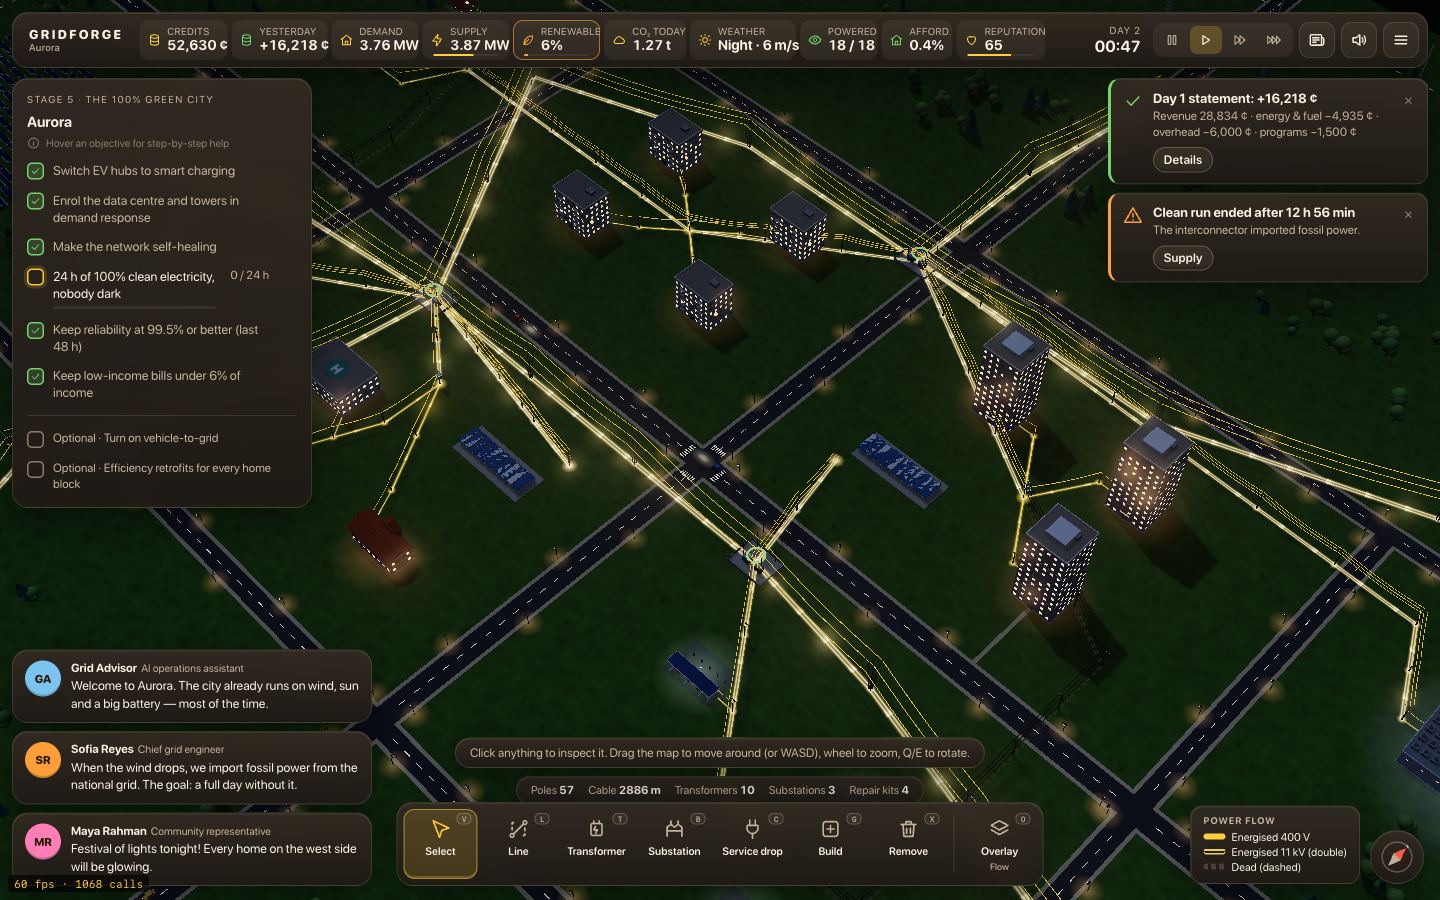 GRIDFORGE
Aurora
CREDITS
52,630 ¢
YESTERDAY
+16,218 ¢
DEMAND
3.76 MW
SUPPLY
3.87 MW
RENEWABLE
6%
CO₂ TODAY
1.27 t
WEATHER
Night · 6 m/s
POWERED
18 / 18
AFFORD.
0.4%
REPUTATION
65
DAY 2
00:47
STAGE 5 · THE 100% GREEN CITY
Aurora
Hover an objective for step-by-step help
Switch EV hubs to smart charging
Enrol the data centre and towers in
demand response
Make the network self-healing
24 h of 100% clean electricity,
nobody dark
0 / 24 h
Keep reliability at 99.5% or better (last
48 h)
Keep low-income bills under 6% of
income
Optional · Turn on vehicle-to-grid
Optional · Efficiency retrofits for every home
block
Day 1 statement: +16,218 ¢
Revenue 28,834 ¢ · energy & fuel −4,935 ¢ ·
overhead −6,000 ¢ · programs −1,500 ¢
Details
Clean run ended after 12 h 56 min
The interconnector imported fossil power.
Supply
H
GA
Grid Advisor AI operations assistant
Welcome to Aurora. The city already runs on wind, sun
and a big battery — most of the time.
SR
Sofia Reyes Chief grid engineer
When the wind drops, we import fossil power from the
national grid. The goal: a full day without it.
MR
Maya Rahman Community representative
Festival of lights tonight! Every home on the west side
will be glowing.
60 fps · 1068 calls
Click anything to inspect it. Drag the map to move around (or WASD), wheel to zoom, Q/E to rotate.
Poles 57 Cable 2886 m Transformers 10 Substations 3 Repair kits 4
V
Select
L
Line
T
Transformer
B
Substation
C
Service drop
G
Build
X
Remove
O
Overlay
Flow
POWER FLOW
Energised 400 V
Energised 11 kV (double)
Dead (dashed)